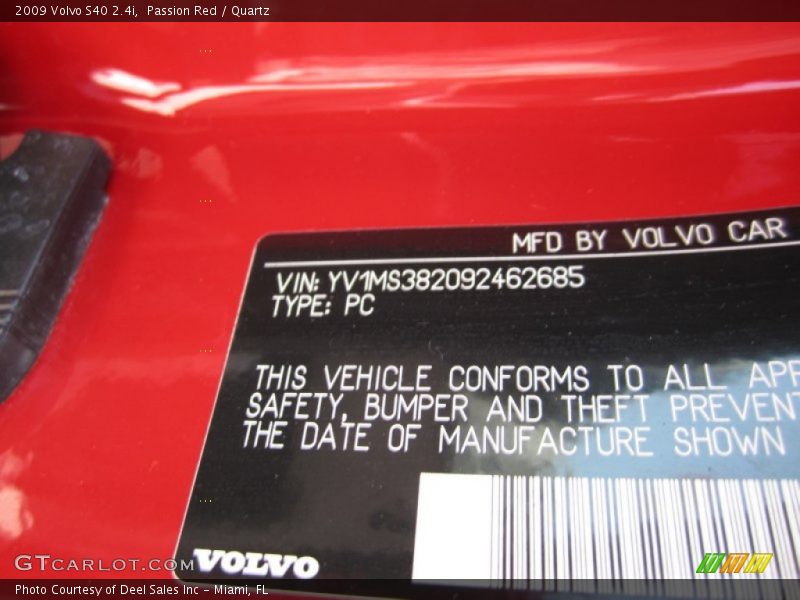 2009 Volvo S40 2.4i,  Passion Red / Quartz
MFD BY VOLVO CAR
VIN: YV1MS382092462685
TYPE: PC
THIS VEHICLE CONFORMS TO ALL APP
SAFETY, BUMPER AND THEFT PREVENT
THE DATE OF MANUFACTURE SHOWN
VOLVO
GTCARLOT.COM
Photo Courtesy of Deel Sales Inc - Miami, FL